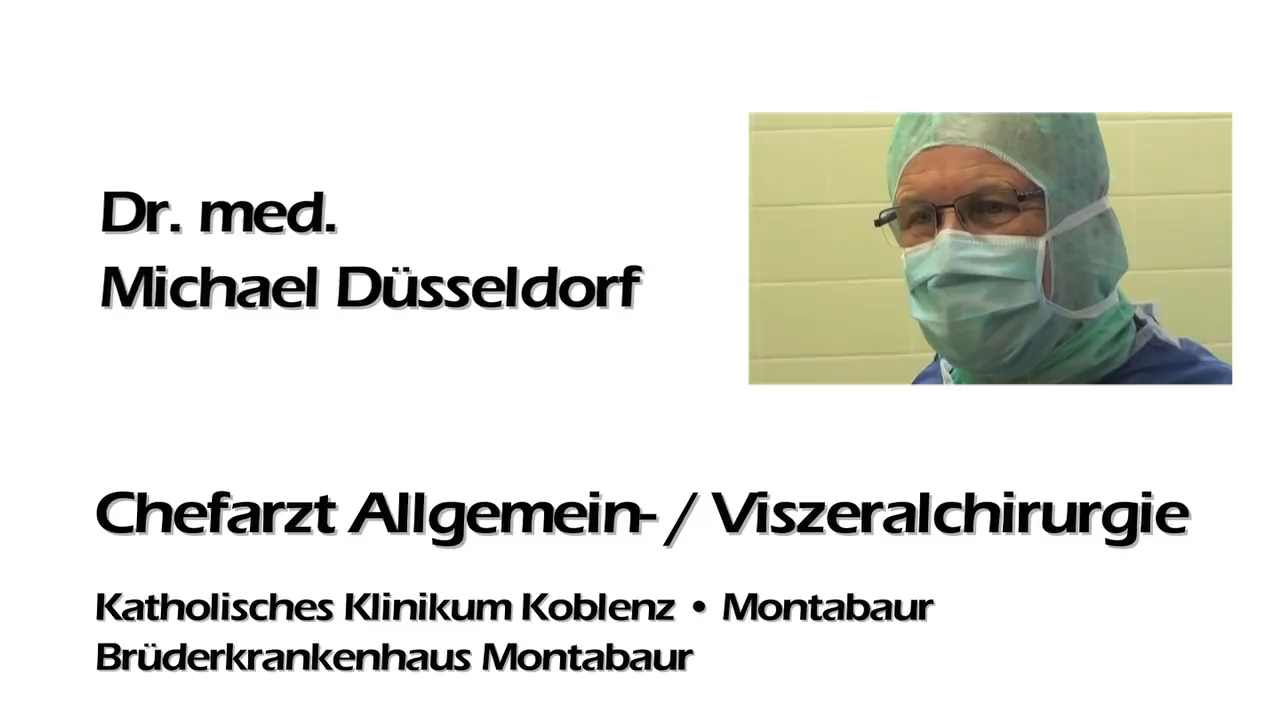 Dr. med.
Michael Düsseldorf
Chefarzt Allgemein- / Viszeralchirurgie
Katholisches Klinikum Koblenz • Montabaur
Brüderkrankenhaus Montabaur